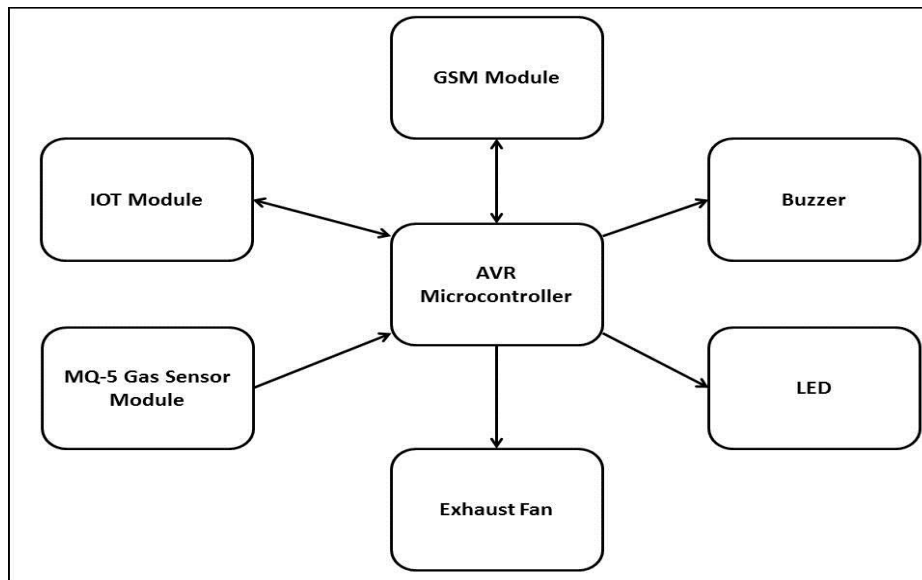 GSM Module
IOT Module
Buzzer
AVR
Microcontroller
MQ-5 Gas Sensor
Module
LED
Exhaust Fan